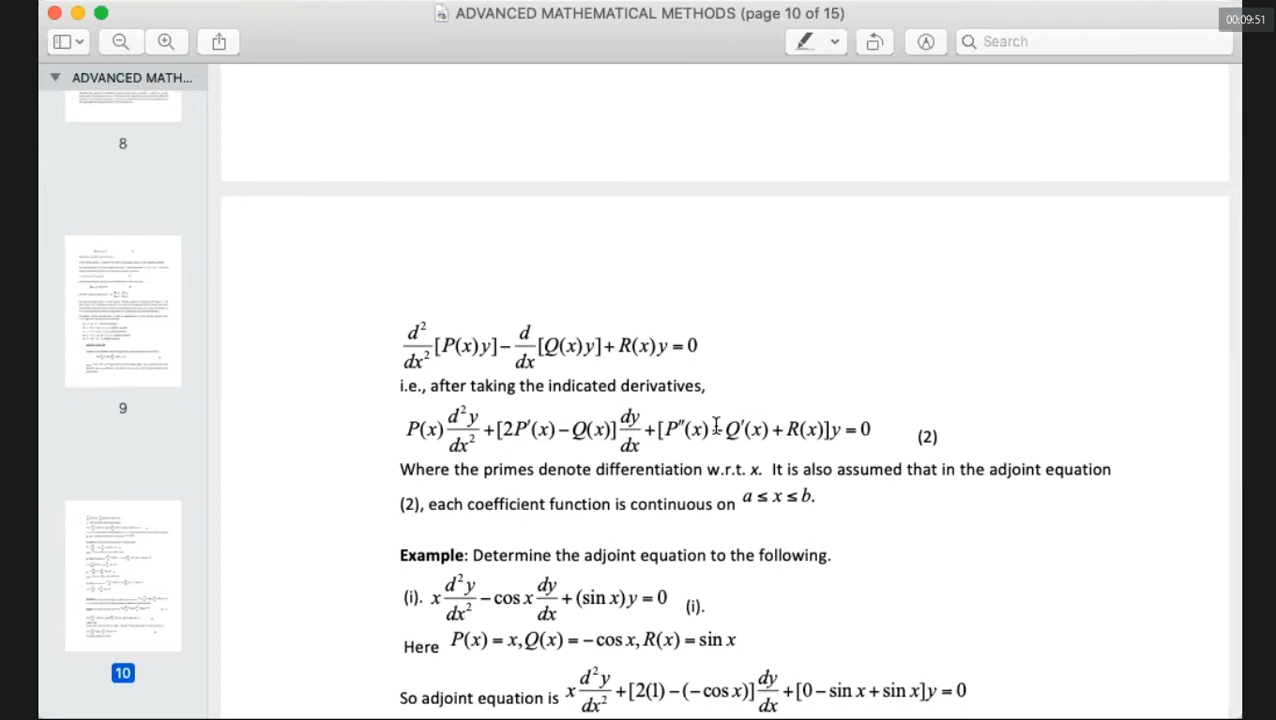 ADVANCED MATHEMATICAL METHODS (page 10 of 15)
00:09:51
Search
ADVANCED MATH...
8
9
10
d²/dx² [P(x)y] − d/dx [Q(x)y] + R(x)y = 0
i.e., after taking the indicated derivatives,
P(x) d²y/dx² + [2P′(x) − Q(x)] dy/dx + [P″(x) − Q′(x) + R(x)]y = 0 (2)
Where the primes denote differentiation w.r.t. x. It is also assumed that in the adjoint equation
(2), each coefficient function is continuous on a ≤ x ≤ b.
Example: Determine the adjoint equation to the following.
(i). x d²y/dx² − cos x dy/dx + (sin x)y = 0 (i).
Here P(x) = x, Q(x) = − cos x, R(x) = sin x
So adjoint equation is x d²y/dx² + [2(1) − (− cos x)] dy/dx + [0 − sin x + sin x]y = 0